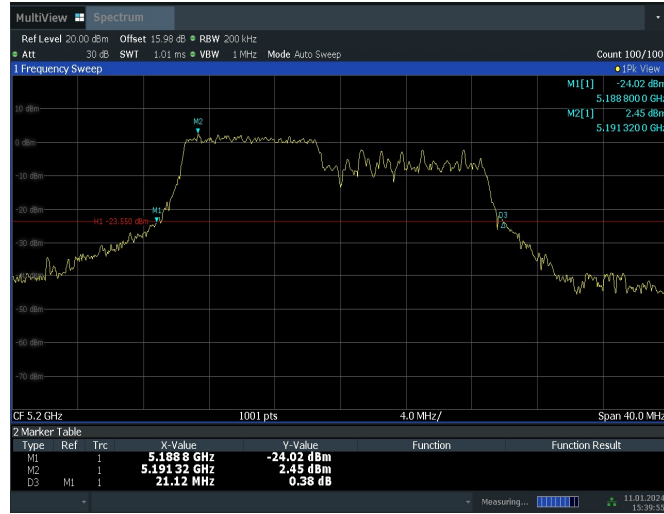 MultiView Spectrum
Ref Level 20.00 dBm Offset 15.98 dB RBW 200 kHz
Att 30 dB SWT 1.01 ms VBW 1 MHz Mode Auto Sweep Count 100/100
1 Frequency Sweep 1Pk View
M1[1] -24.02 dBm
5.188 800 0 GHz
M2[1] 2.45 dBm
5.191 320 0 GHz
10 dBm
M2
0 dBm
-10 dBm
-20 dBm
M1
D3
H1 -23.550 dBm
-30 dBm
-50 dBm
-60 dBm
-70 dBm
CF 5.2 GHz 1001 pts 4.0 MHz/ Span 40.0 MHz
2 Marker Table
Type Ref Trc X-Value Y-Value Function Function Result
M1 1 5.188 8 GHz -24.02 dBm
M2 1 5.191 32 GHz 2.45 dBm
D3 M1 1 21.12 MHz 0.38 dB
Measuring... 11.01.2024
15:39:55